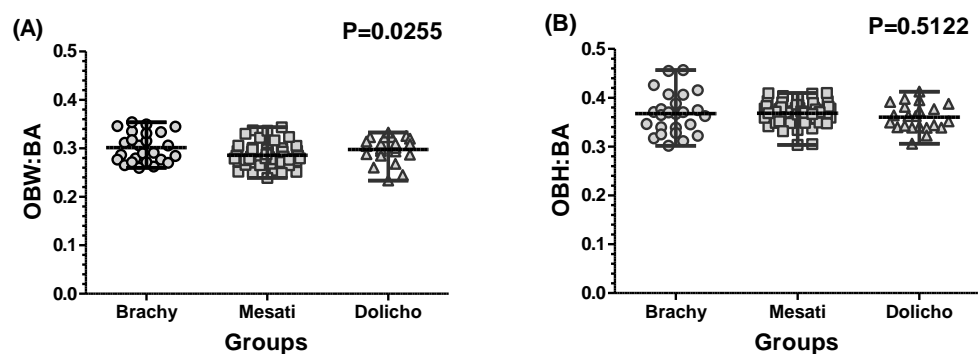 (A)
P=0.0255
OBW:BA
0.5
0.4
0.3
0.2
0.1
0.0
Brachy Mesati Dolicho
Groups
(B)
P=0.5122
OBH:BA
0.5
0.4
0.3
0.2
0.1
0.0
Brachy Mesati Dolicho
Groups